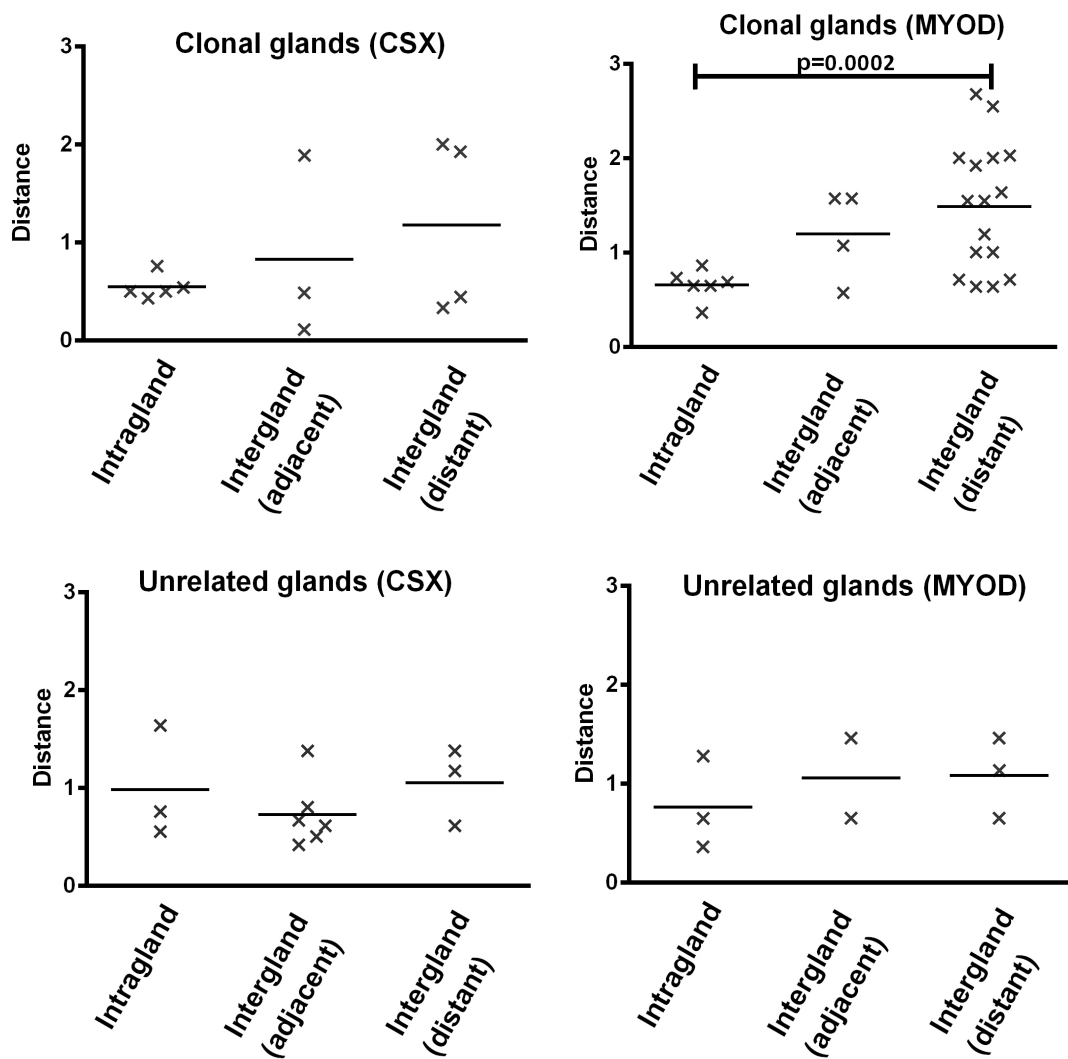 Clonal glands (CSX)
3
2
1
0
Distance
Intragland
Intergland
(adjacent)
Intergland
(distant)
Clonal glands (MYOD)
p=0.0002
3
2
1
0
Distance
Intragland
Intergland
(adjacent)
Intergland
(distant)
Unrelated glands (CSX)
3
2
1
0
Distance
Intragland
Intergland
(adjacent)
Intergland
(distant)
Unrelated glands (MYOD)
3
2
1
0
Distance
Intragland
Intergland
(adjacent)
Intergland
(distant)